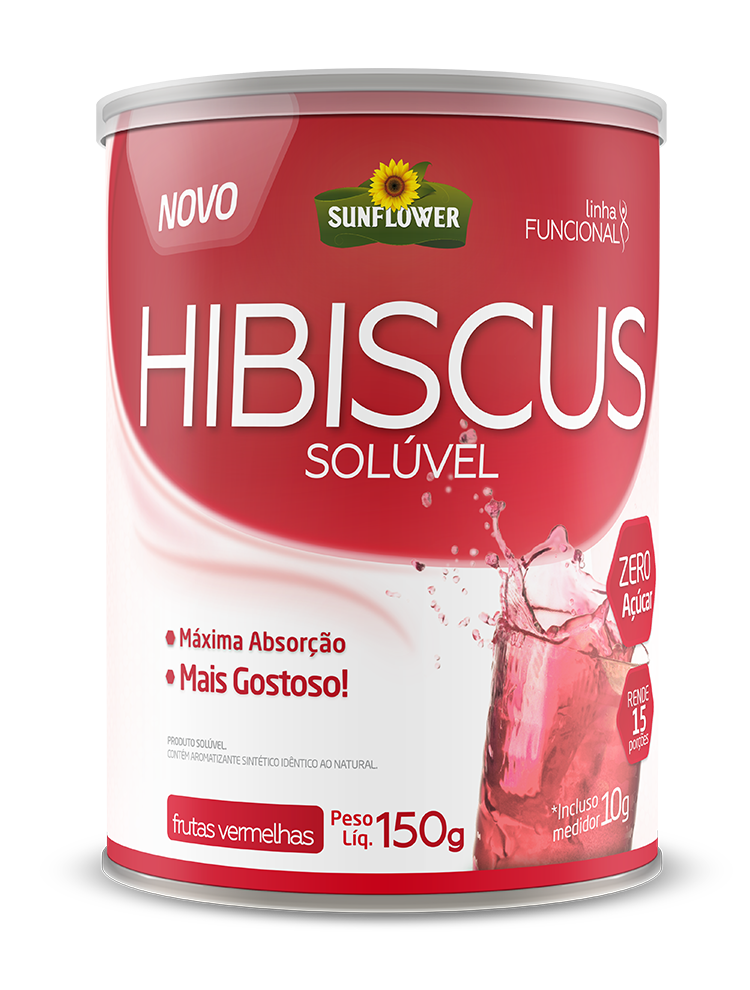 NOVO
SUNFLOWER
linha
FUNCIONAL
HIBISCUS
SOLÚVEL
ZERO
Açúcar
• Máxima Absorção
• Mais Gostoso!
RENDE
15
porções
PRODUTO SOLÚVEL.
CONTÉM AROMATIZANTE SINTÉTICO IDÊNTICO AO NATURAL.
frutas vermelhas
Peso
Líq. 150g
*Incluso
medidor 10g